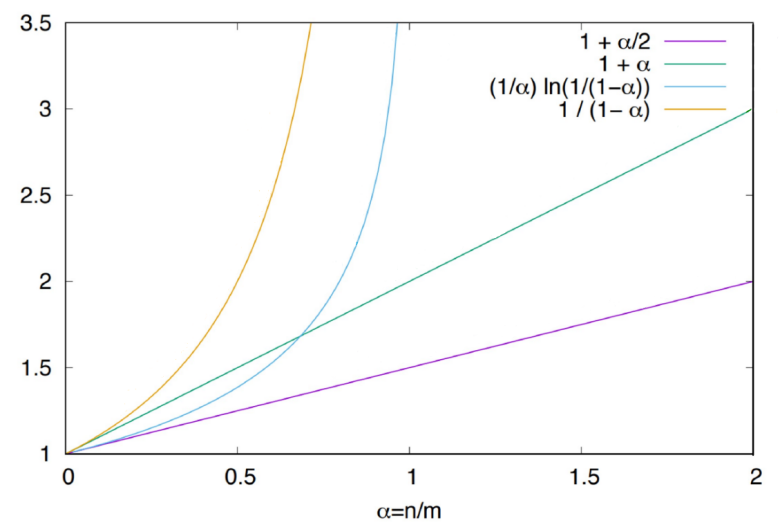 3.5
3
2.5
2
1.5
1
1 + α/2
1 + α
(1/α) ln(1/(1−α))
1 / (1− α)
0 0.5 1 1.5 2
α=n/m